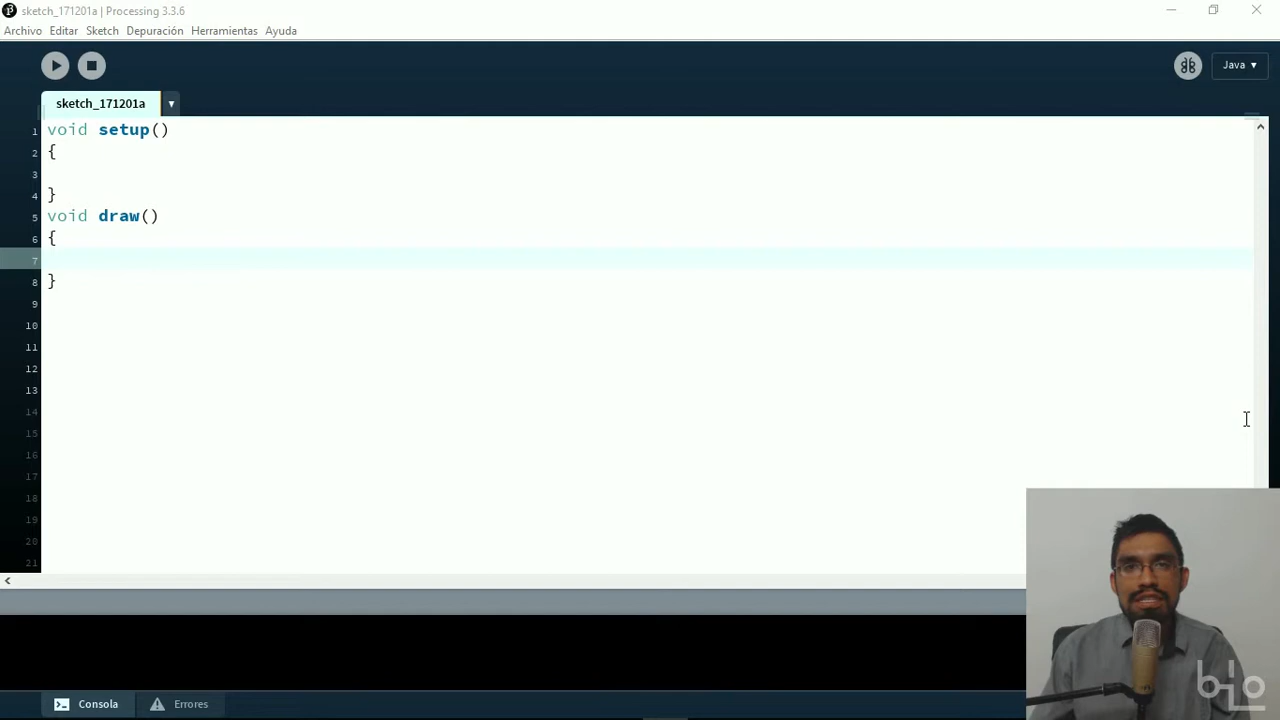 sketch_171201a | Processing 3.3.6
Archivo Editar Sketch Depuración Herramientas Ayuda
Java ▾
sketch_171201a ▾
1 void setup()
2 {
3
4 }
5 void draw()
6 {
7
8 }
9
10
11
12
13
14
15
16
17
18
19
20
21
Consola Errores